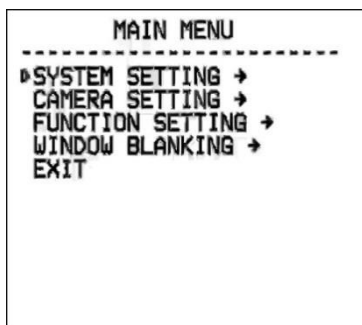 MAIN MENU
SYSTEM SETTING →
CAMERA SETTING →
FUNCTION SETTING →
WINDOW BLANKING →
EXIT